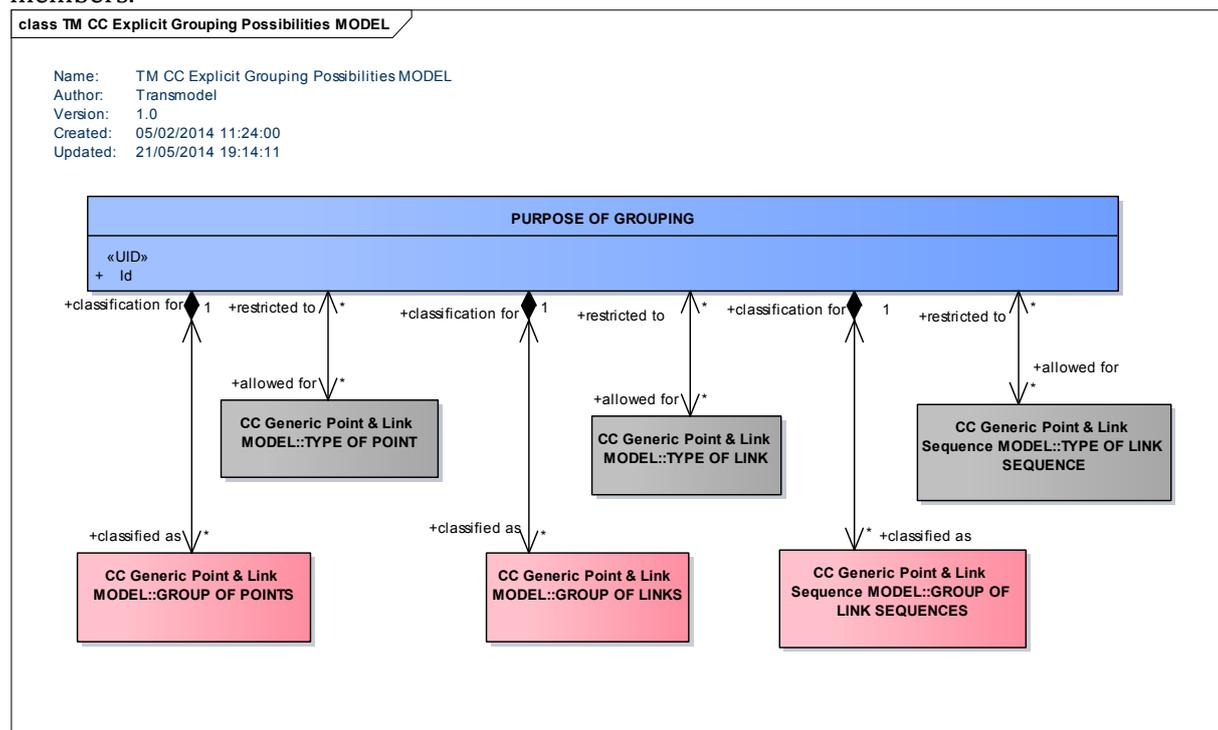 members.
class TM CC Explicit Grouping Possibilities MODEL
Name: TM CC Explicit Grouping Possibilities MODEL
Author: Transmodel
Version: 1.0
Created: 05/02/2014 11:24:00
Updated: 21/05/2014 19:14:11
PURPOSE OF GROUPING
«UID»
+ Id
+classification for
1
+restricted to
*
+classification for
1
+restricted to
*
+classification for
1
+restricted to
*
+allowed for
*
+allowed for
*
+allowed for
*
CC Generic Point & Link
MODEL::TYPE OF POINT
CC Generic Point & Link
MODEL::TYPE OF LINK
CC Generic Point & Link
Sequence MODEL::TYPE OF LINK
SEQUENCE
+classified as
*
+classified as
*
*
+classified as
CC Generic Point & Link
MODEL::GROUP OF POINTS
CC Generic Point & Link
MODEL::GROUP OF LINKS
CC Generic Point & Link
Sequence MODEL::GROUP OF
LINK SEQUENCES